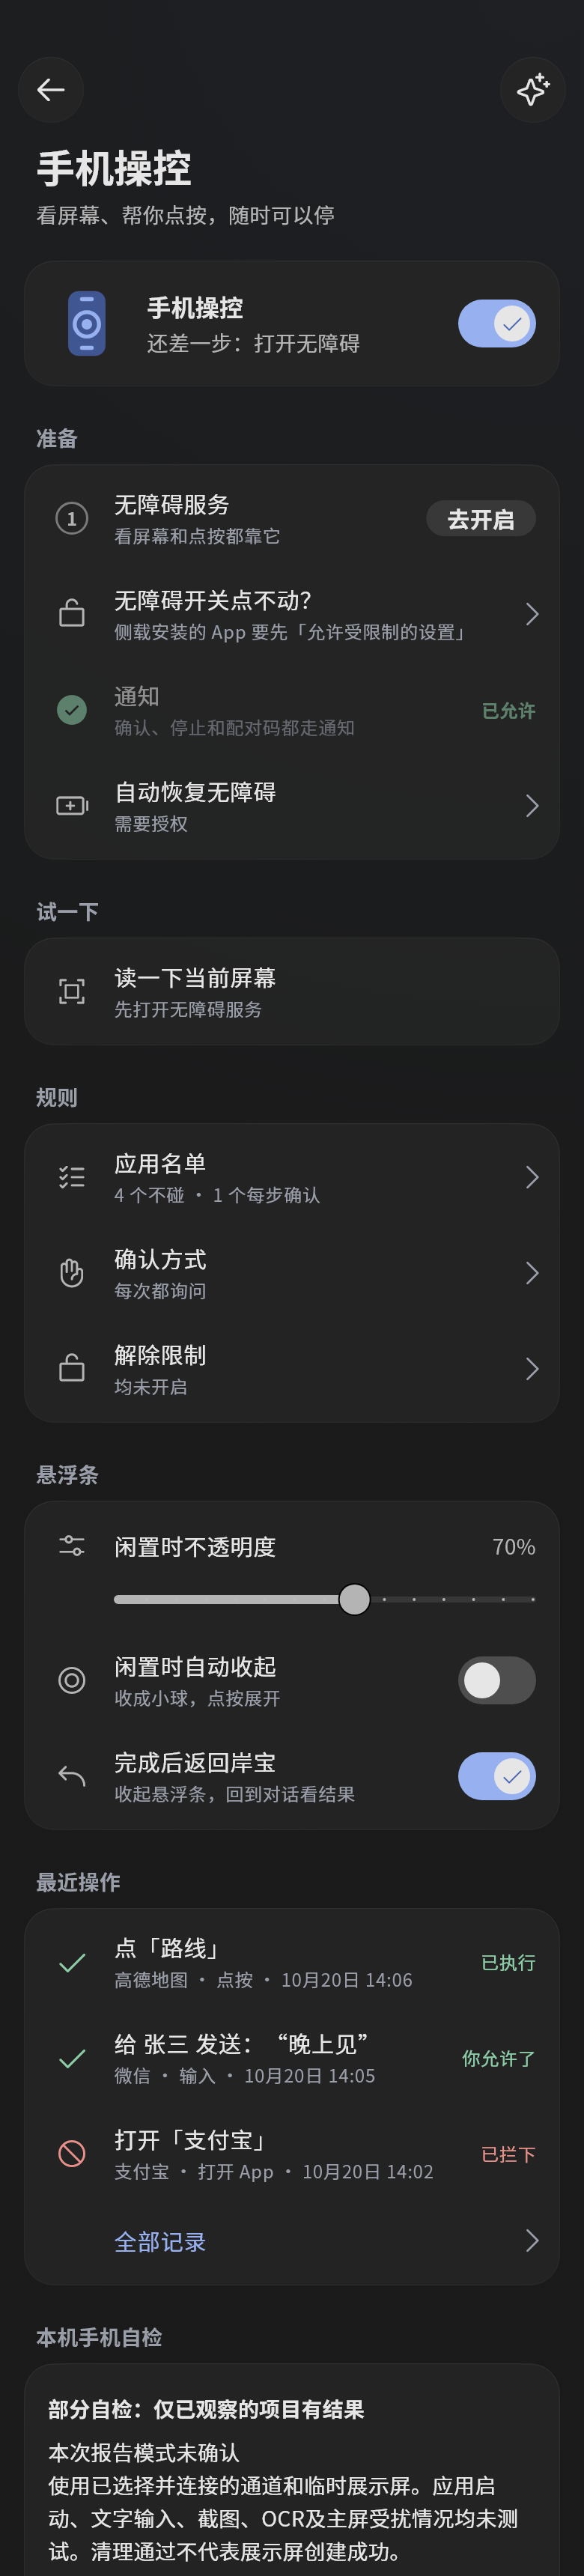 手机操控
看屏幕、帮你点按，随时可以停
手机操控
还差一步：打开无障碍
准备
1
无障碍服务
看屏幕和点按都靠它
去开启
无障碍开关点不动？
侧载安装的 App 要先「允许受限制的设置」
通知
确认、停止和配对码都走通知
已允许
自动恢复无障碍
需要授权
试一下
读一下当前屏幕
先打开无障碍服务
规则
应用名单
4 个不碰 · 1 个每步确认
确认方式
每次都询问
解除限制
均未开启
悬浮条
闲置时不透明度
70%
闲置时自动收起
收成小球，点按展开
完成后返回岸宝
收起悬浮条，回到对话看结果
最近操作
点「路线」
高德地图 · 点按 · 10月20日 14:06
已执行
给 张三 发送：“晚上见”
微信 · 输入 · 10月20日 14:05
你允许了
打开「支付宝」
支付宝 · 打开 App · 10月20日 14:02
已拦下
全部记录
本机手机自检
部分自检：仅已观察的项目有结果
本次报告模式未确认
使用已选择并连接的通道和临时展示屏。应用启
动、文字输入、截图、OCR及主屏受扰情况均未测
试。清理通过不代表展示屏创建成功。